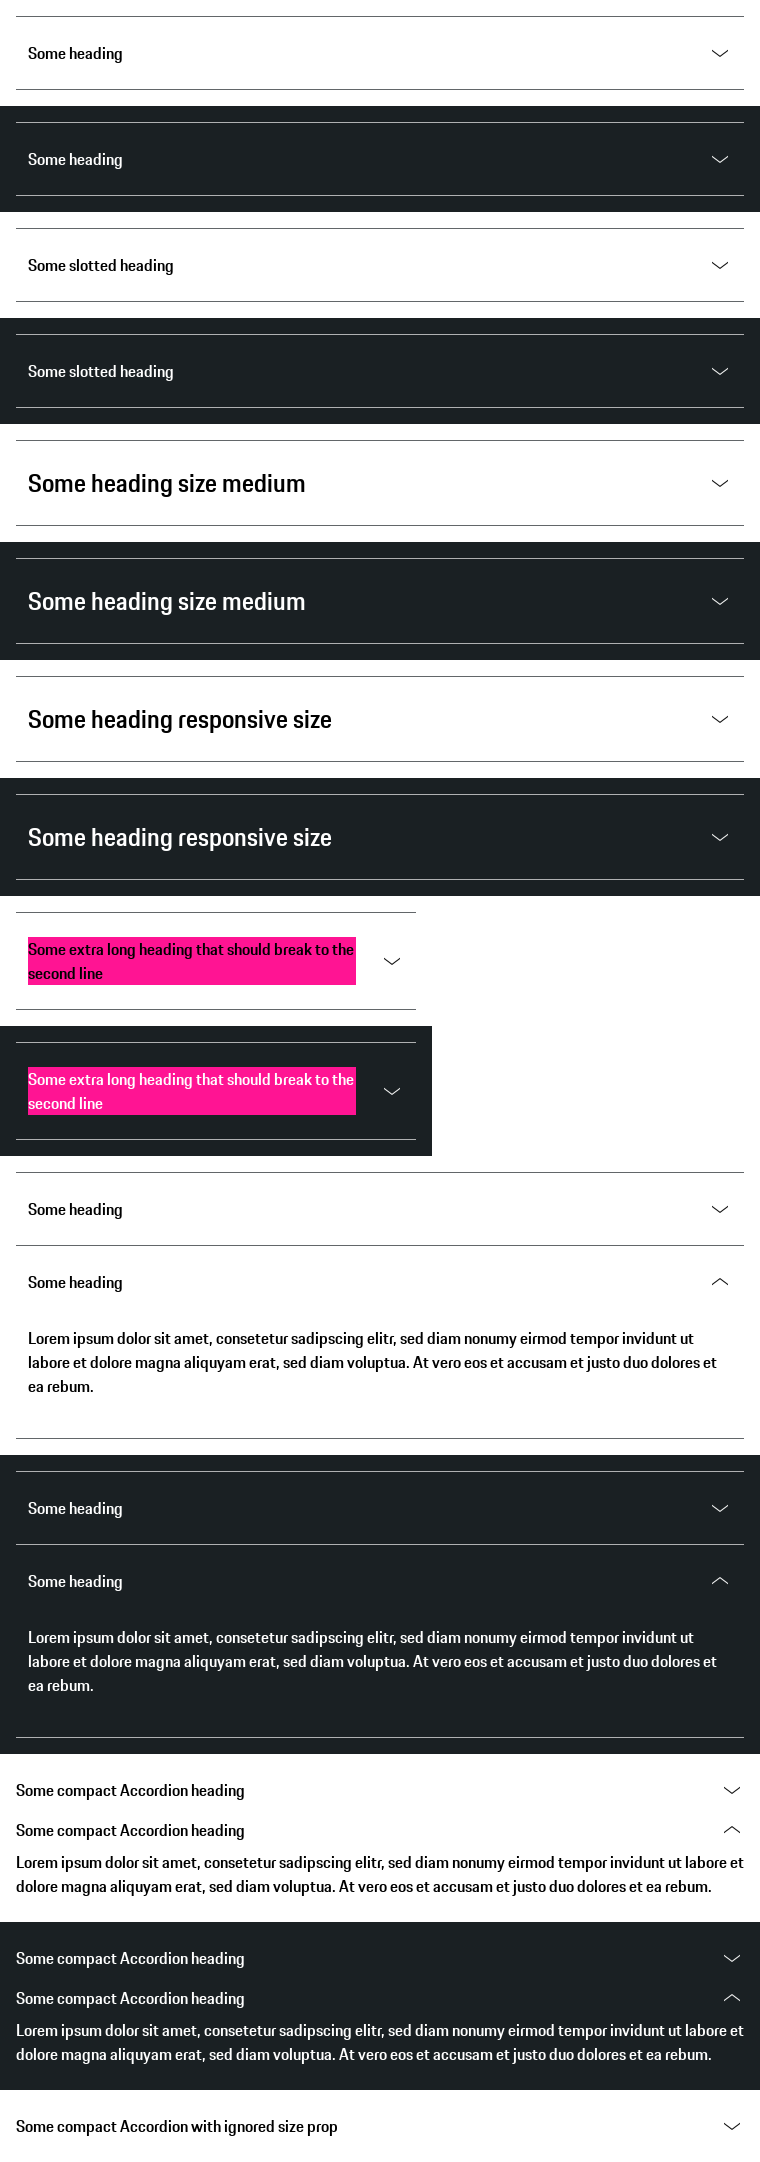 Some heading
Some heading
Some slotted heading
Some slotted heading
Some heading size medium
Some heading size medium
Some heading responsive size
Some heading responsive size
Some extra long heading that should break to the
second line
Some extra long heading that should break to the
second line
Some heading
Some heading
Lorem ipsum dolor sit amet, consetetur sadipscing elitr, sed diam nonumy eirmod tempor invidunt ut
labore et dolore magna aliquyam erat, sed diam voluptua. At vero eos et accusam et justo duo dolores et
ea rebum.
Some heading
Some heading
Lorem ipsum dolor sit amet, consetetur sadipscing elitr, sed diam nonumy eirmod tempor invidunt ut
labore et dolore magna aliquyam erat, sed diam voluptua. At vero eos et accusam et justo duo dolores et
ea rebum.
Some compact Accordion heading
Some compact Accordion heading
Lorem ipsum dolor sit amet, consetetur sadipscing elitr, sed diam nonumy eirmod tempor invidunt ut labore et
dolore magna aliquyam erat, sed diam voluptua. At vero eos et accusam et justo duo dolores et ea rebum.
Some compact Accordion heading
Some compact Accordion heading
Lorem ipsum dolor sit amet, consetetur sadipscing elitr, sed diam nonumy eirmod tempor invidunt ut labore et
dolore magna aliquyam erat, sed diam voluptua. At vero eos et accusam et justo duo dolores et ea rebum.
Some compact Accordion with ignored size prop